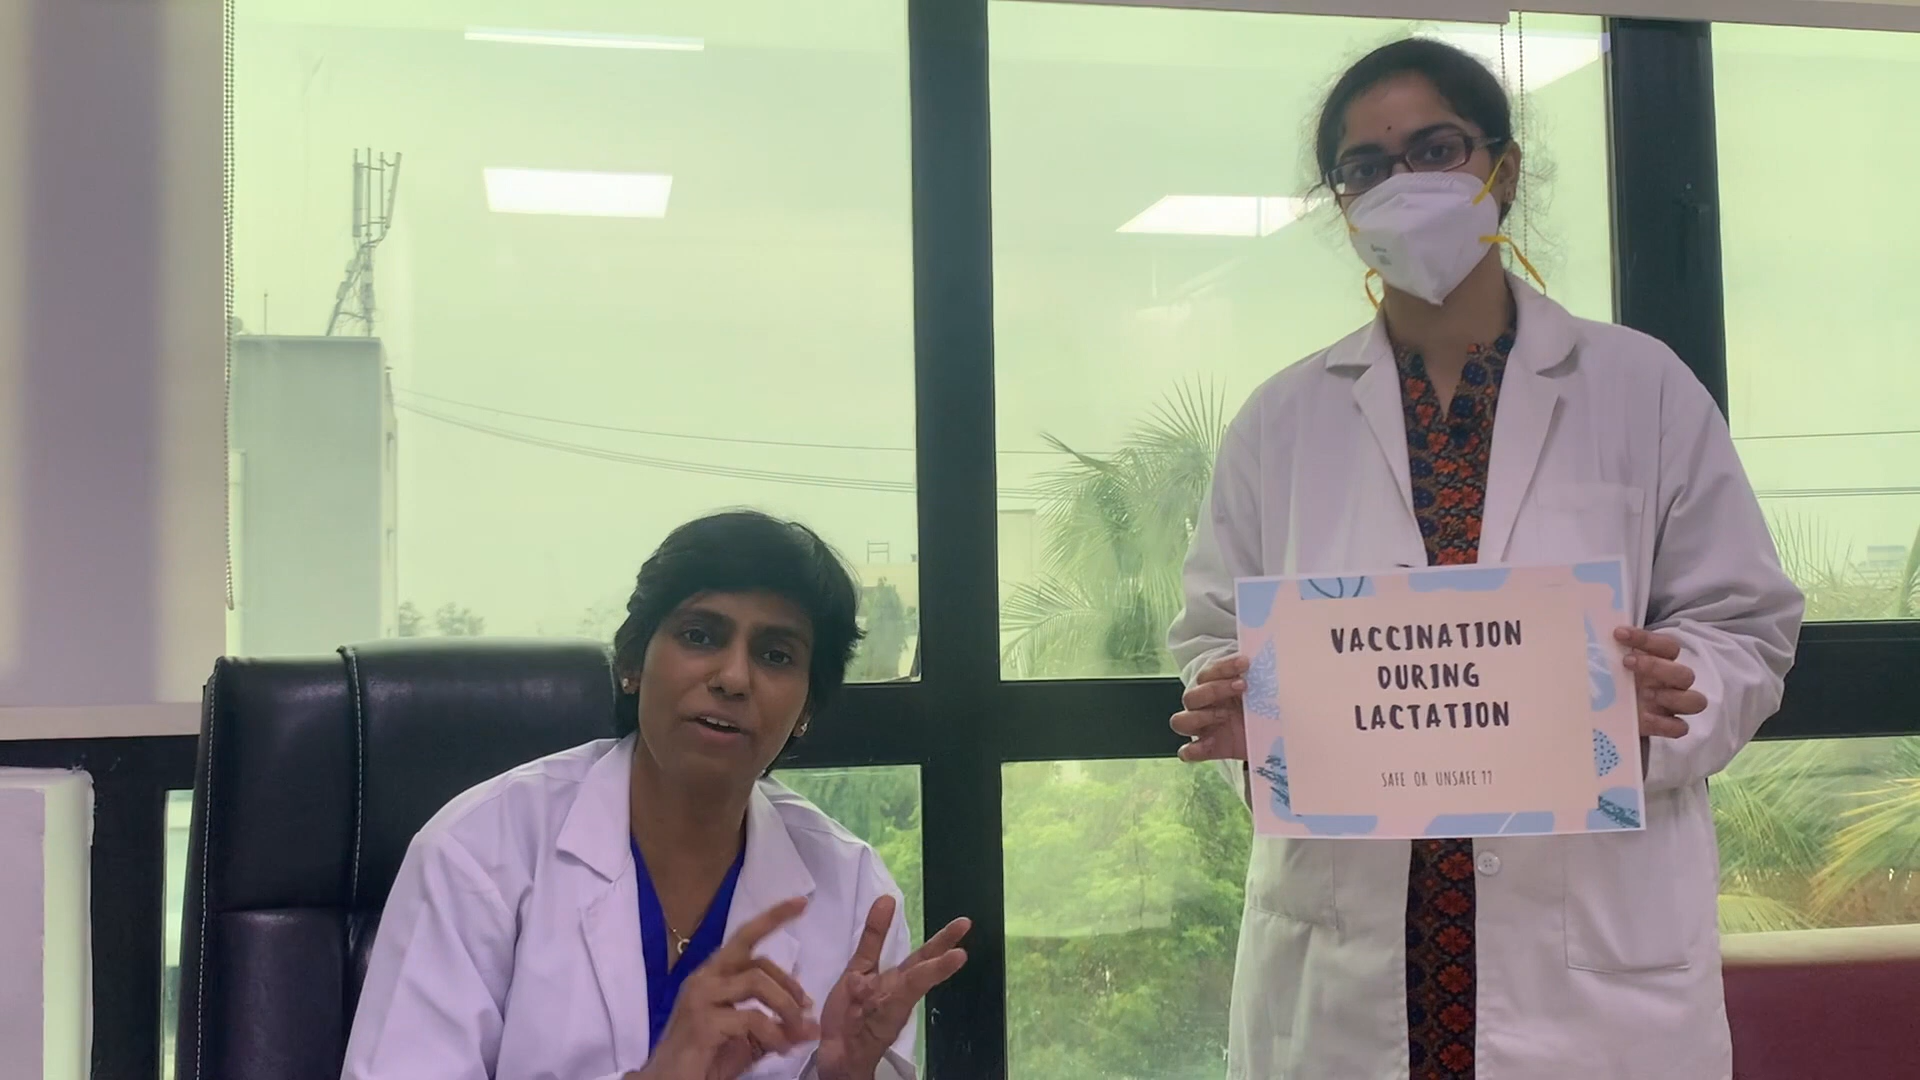 VACCINATION
DURING
LACTATION
SAFE OR UNSAFE ??